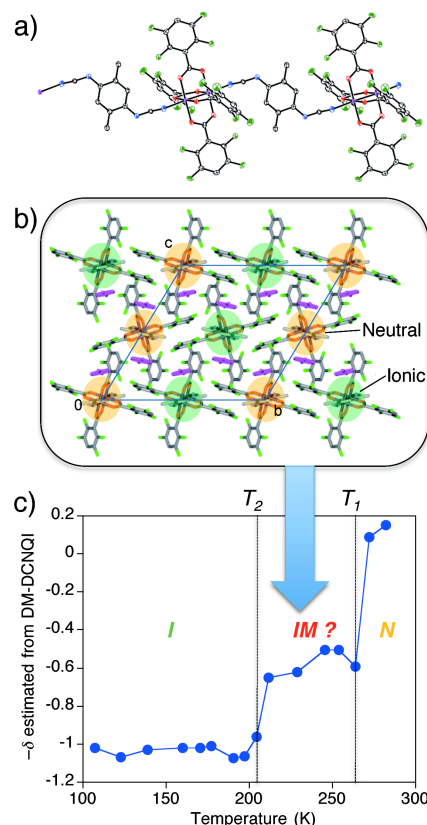 a)
b)
c
Neutral
Ionic
0
b
c)
T2
T1
0.2
0
-0.2
-0.4
-0.6
-0.8
-1
-1.2
I
IM ?
N
−δ estimated from DM-DCNQI
100
150
200
250
300
Temperature (K)